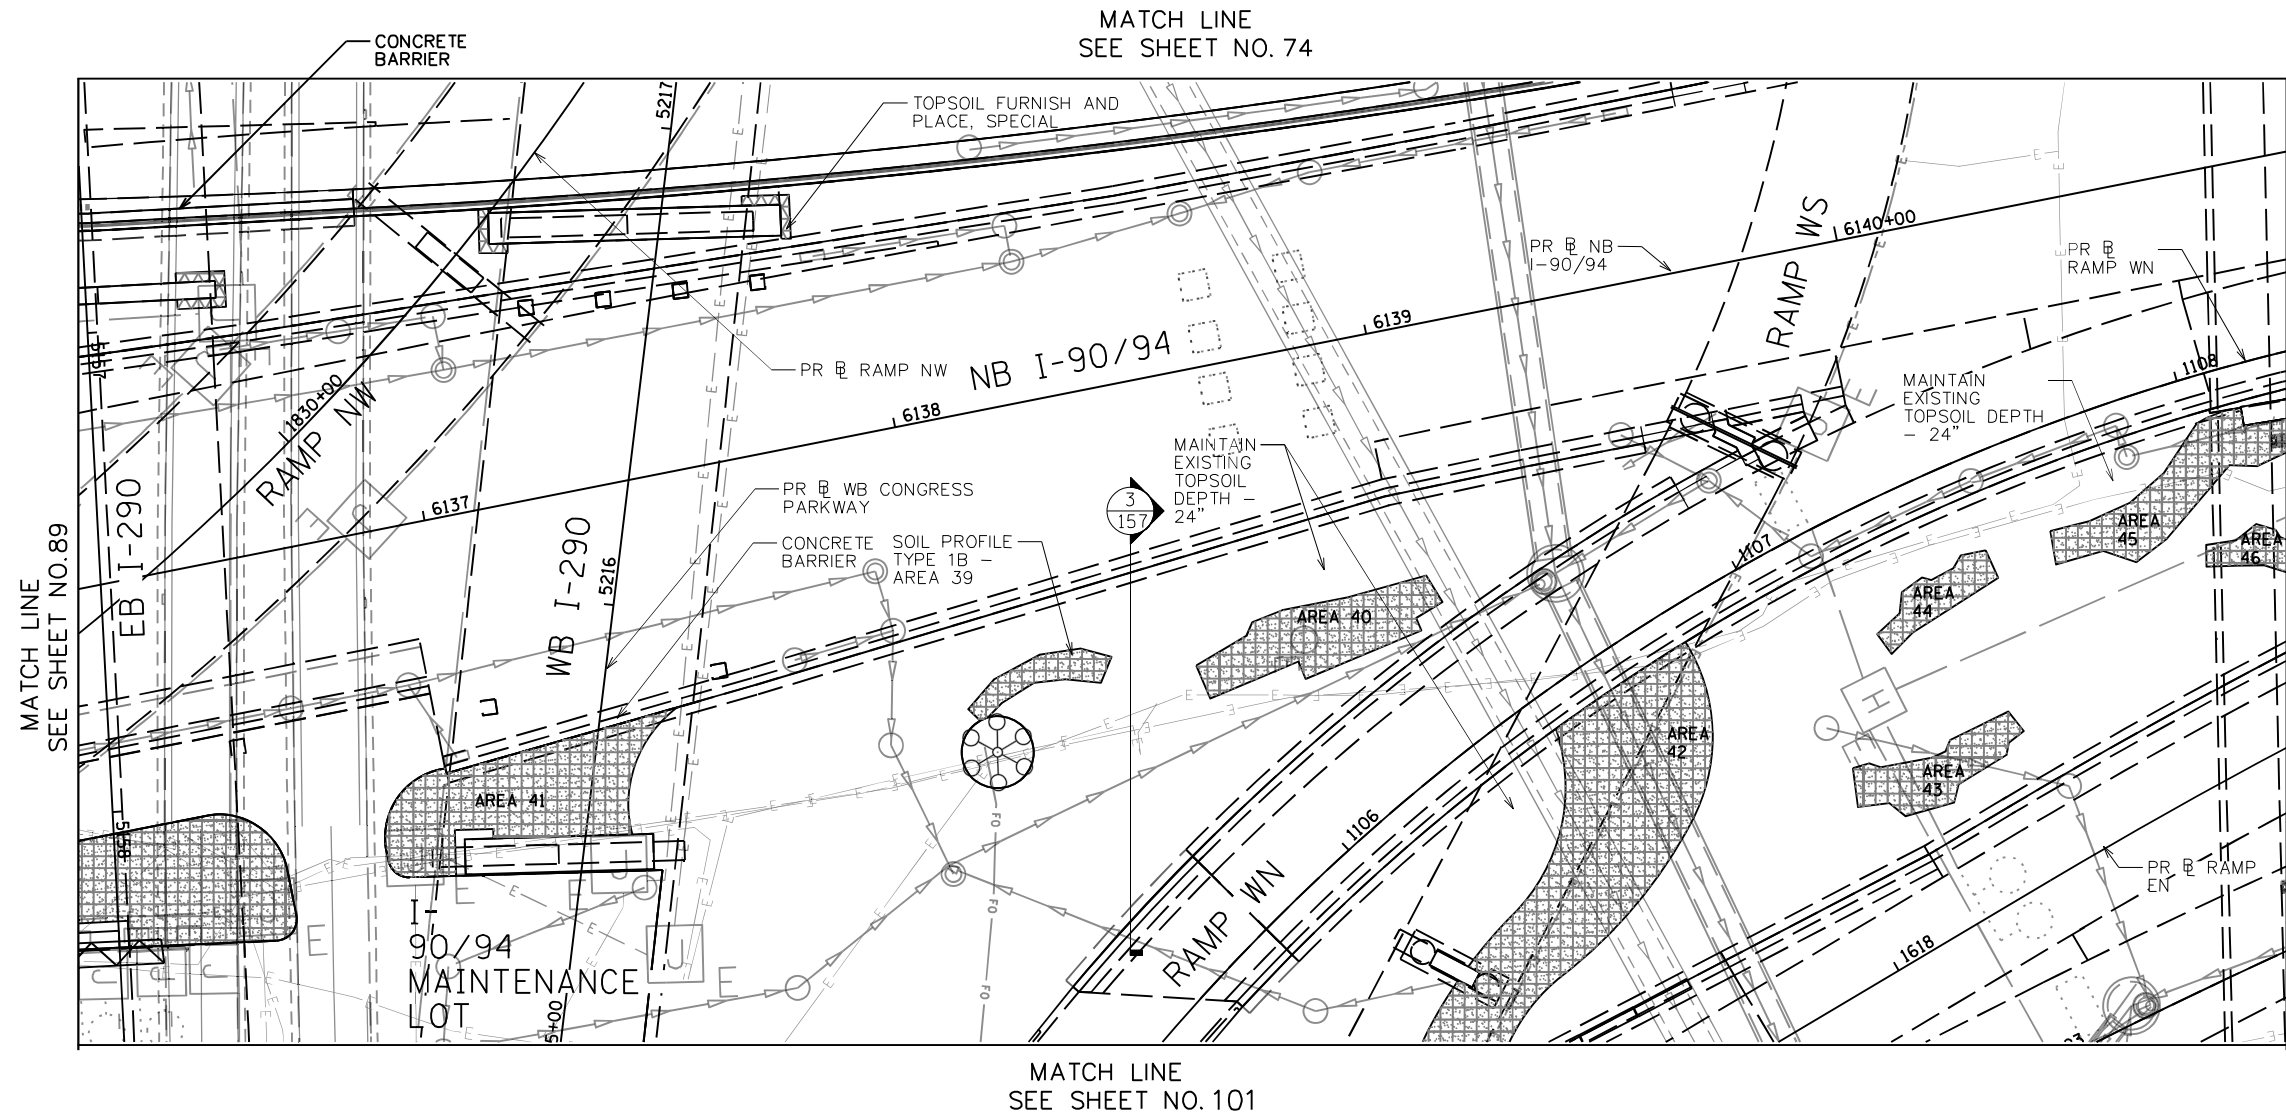 MATCH LINE
SEE SHEET NO. 74
CONCRETE
BARRIER
TOPSOIL FURNISH AND
PLACE, SPECIAL
5217
RAMP WS
6140+00
PR ℄ NB
I-90/94
PR ℄
RAMP WN
6139
NB I-90/94
PR ℄ RAMP NW
1108
MAINTAIN
EXISTING
TOPSOIL DEPTH
- 24"
5157
1830+00
RAMP NW
6138
MAINTAIN
EXISTING
TOPSOIL
DEPTH -
24"
EB I-290
6137
PR ℄ WB CONGRESS
PARKWAY
3
157
CONCRETE
BARRIER
SOIL PROFILE
TYPE 1B -
AREA 39
AREA
45
AREA
46
1107
WB I-290
5216
MATCH LINE
SEE SHEET NO.89
AREA 40
AREA
44
AREA
42
AREA
43
AREA 41
5158
1106
RAMP WN
PR ℄ RAMP
EN
1618
I-
90/94
MAINTENANCE
LOT
FO
FO
FO
H
MATCH LINE
SEE SHEET NO. 101